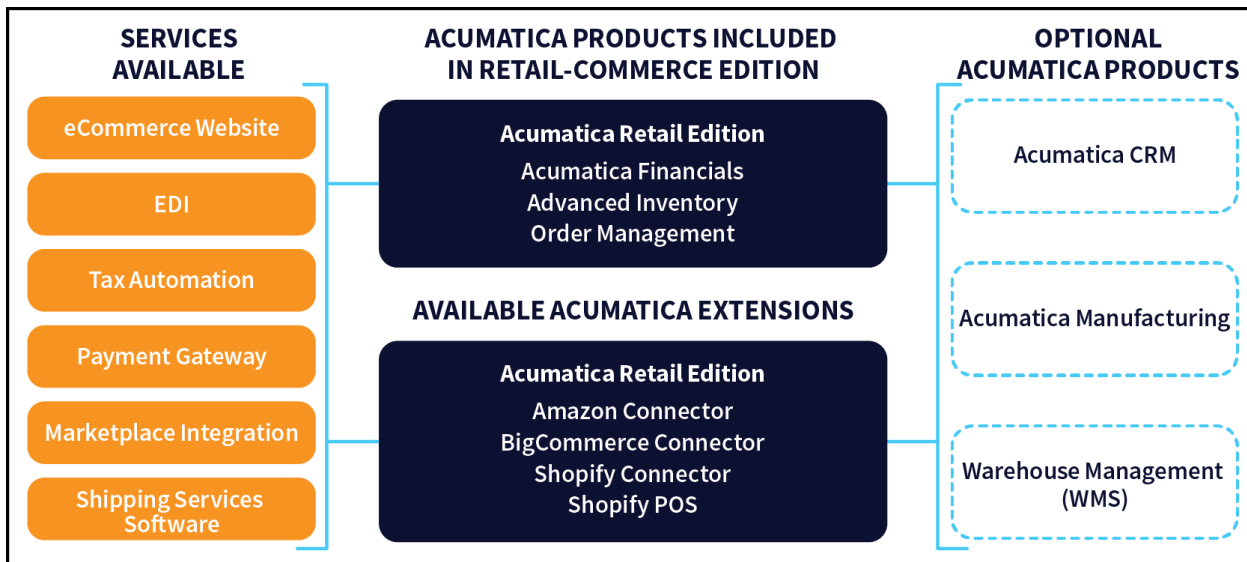 SERVICES
AVAILABLE
eCommerce Website
EDI
Tax Automation
Payment Gateway
Marketplace Integration
Shipping Services
Software
ACUMATICA PRODUCTS INCLUDED
IN RETAIL-COMMERCE EDITION
Acumatica Retail Edition
Acumatica Financials
Advanced Inventory
Order Management
AVAILABLE ACUMATICA EXTENSIONS
Acumatica Retail Edition
Amazon Connector
BigCommerce Connector
Shopify Connector
Shopify POS
OPTIONAL
ACUMATICA PRODUCTS
Acumatica CRM
Acumatica Manufacturing
Warehouse Management
(WMS)